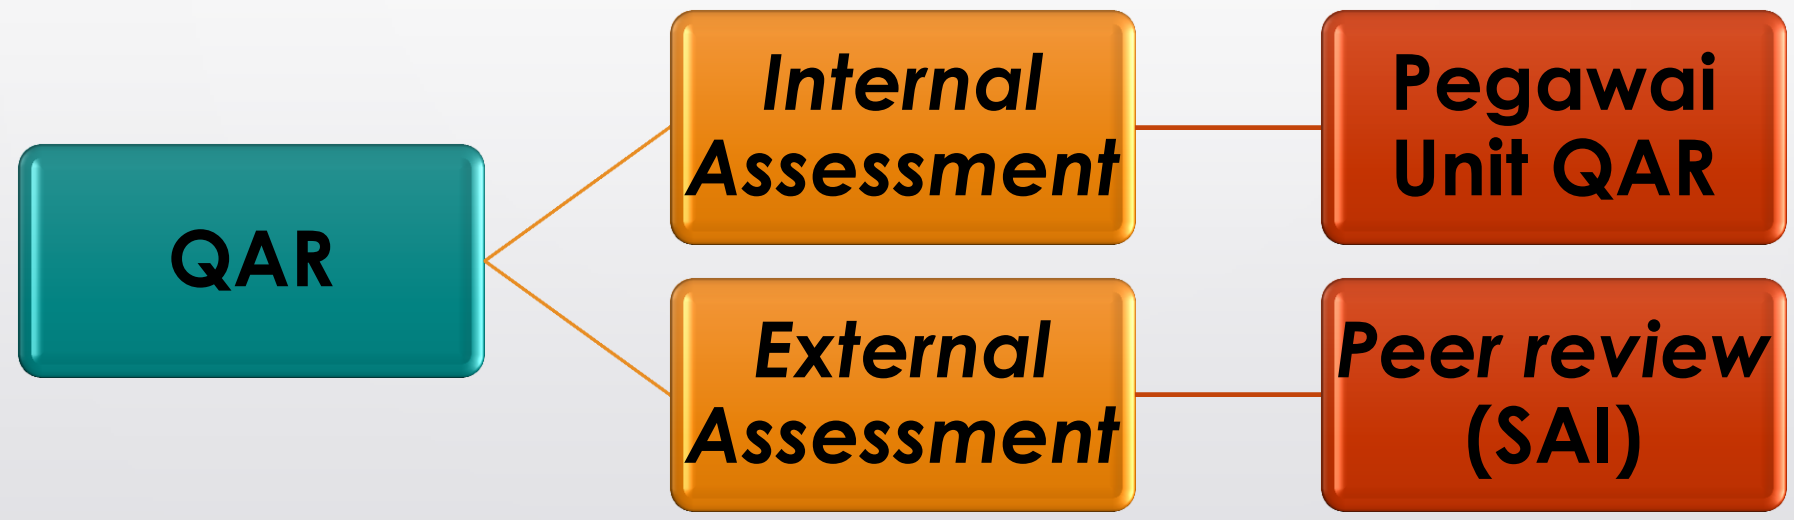 QAR
Internal
Assessment
Pegawai
Unit QAR
External
Assessment
Peer review
(SAI)